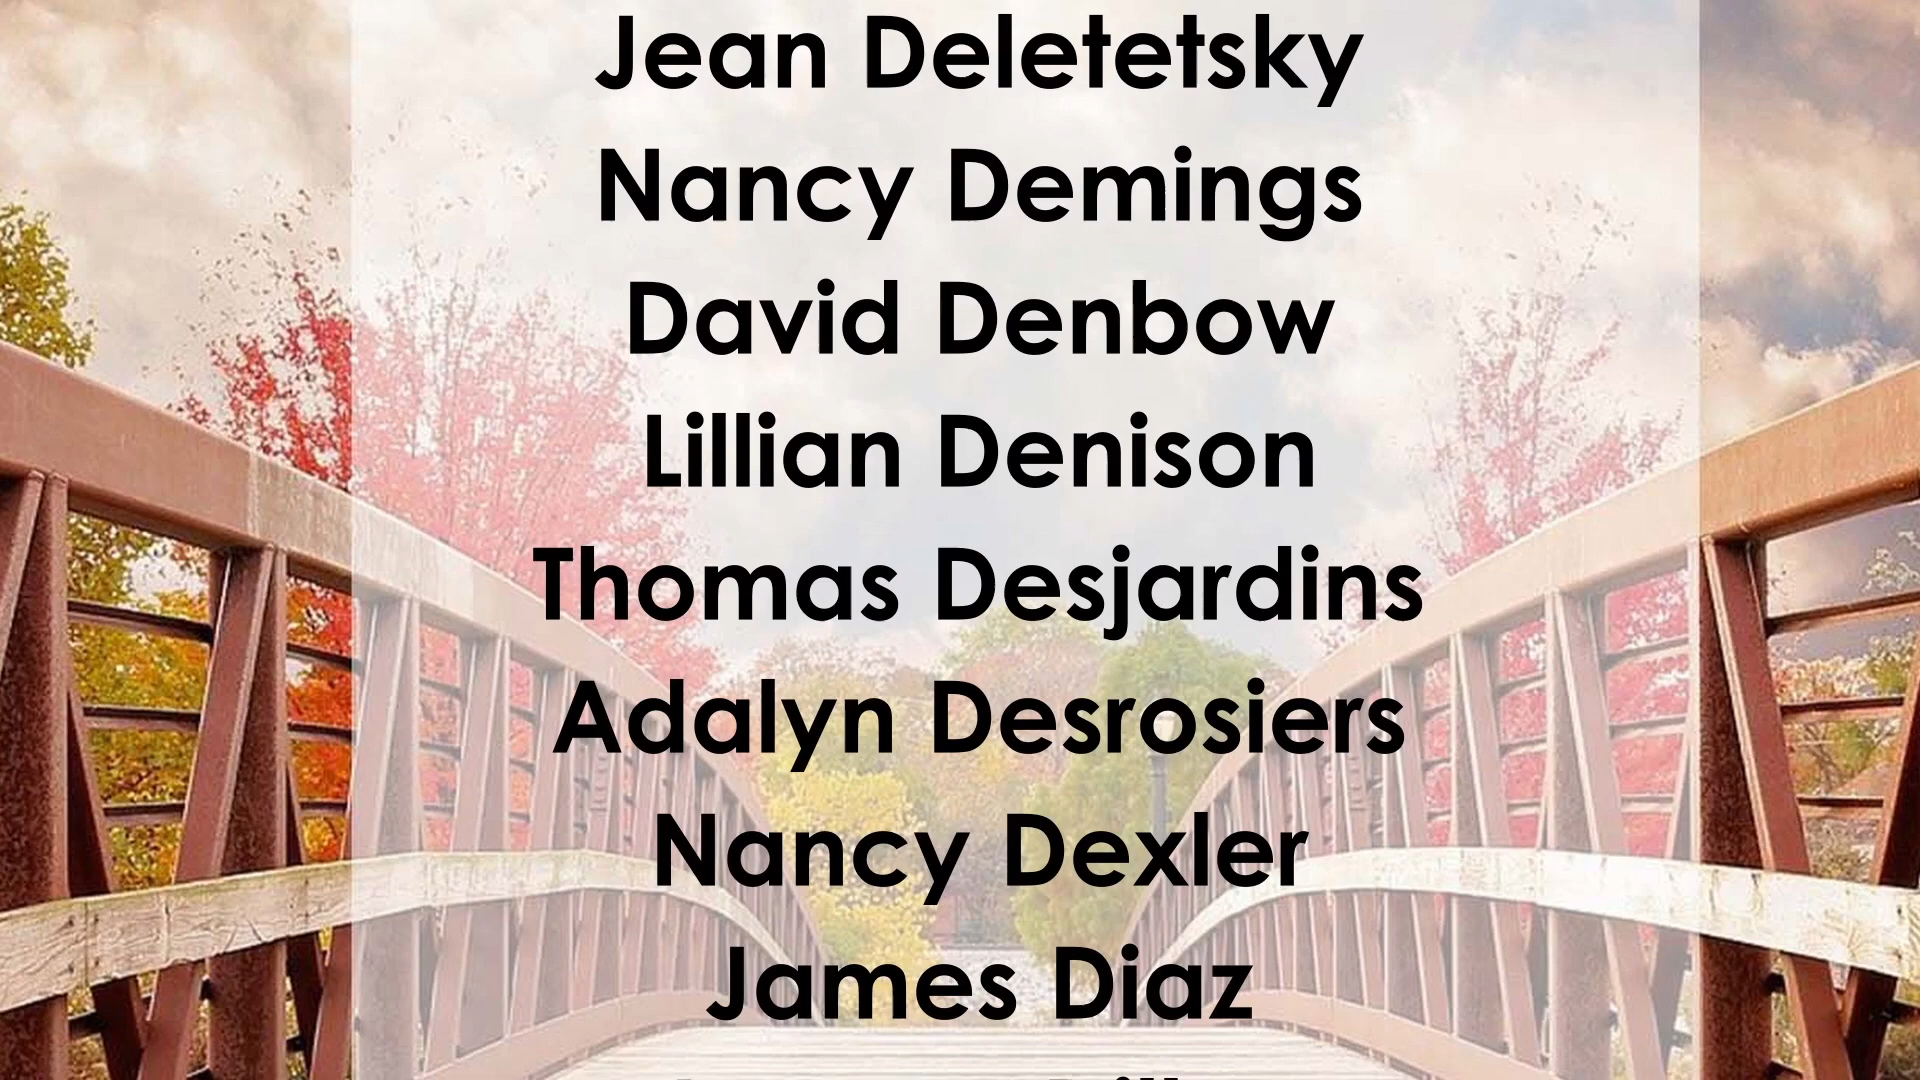 Jean Deletetsky
Nancy Demings
David Denbow
Lillian Denison
Thomas Desjardins
Adalyn Desrosiers
Nancy Dexler
James Diaz